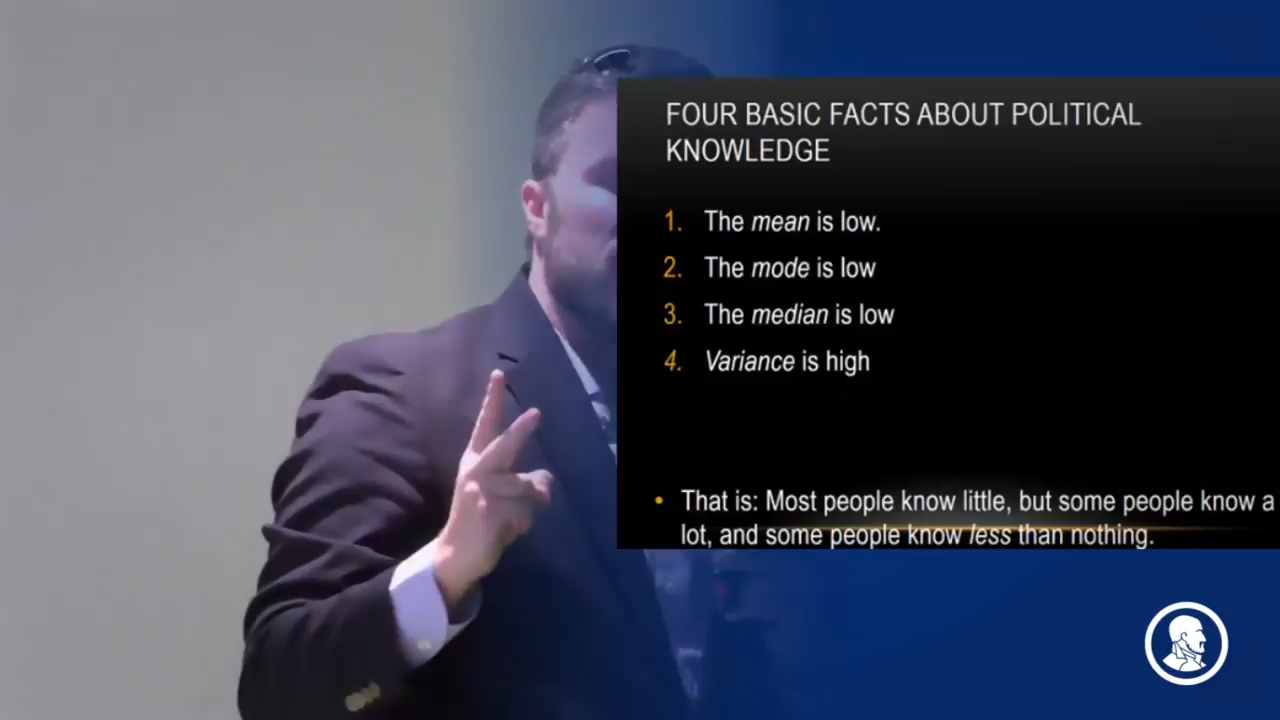 FOUR BASIC FACTS ABOUT POLITICAL
KNOWLEDGE
1. The mean is low.
2. The mode is low
3. The median is low
4. Variance is high
• That is: Most people know little, but some people know a
lot, and some people know less than nothing.